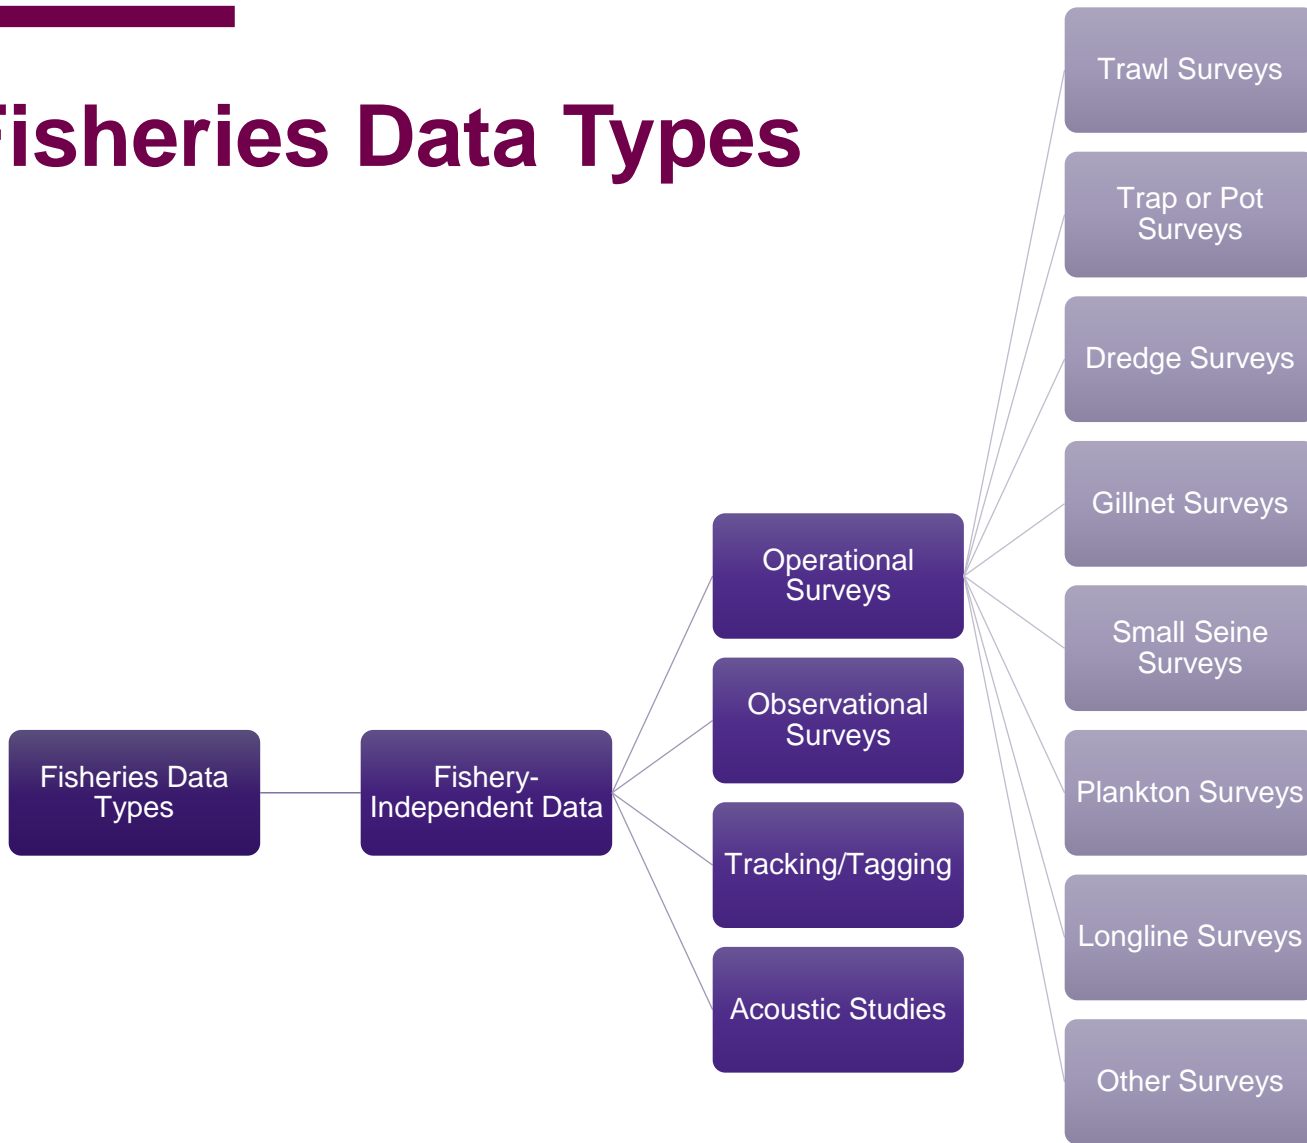 Fisheries Data Types
Trawl Surveys
Trap or Pot
Surveys
Dredge Surveys
Gillnet Surveys
Operational
Surveys
Small Seine
Surveys
Observational
Surveys
Fisheries Data
Types
Fishery-
Independent Data
Plankton Surveys
Tracking/Tagging
Longline Surveys
Acoustic Studies
Other Surveys